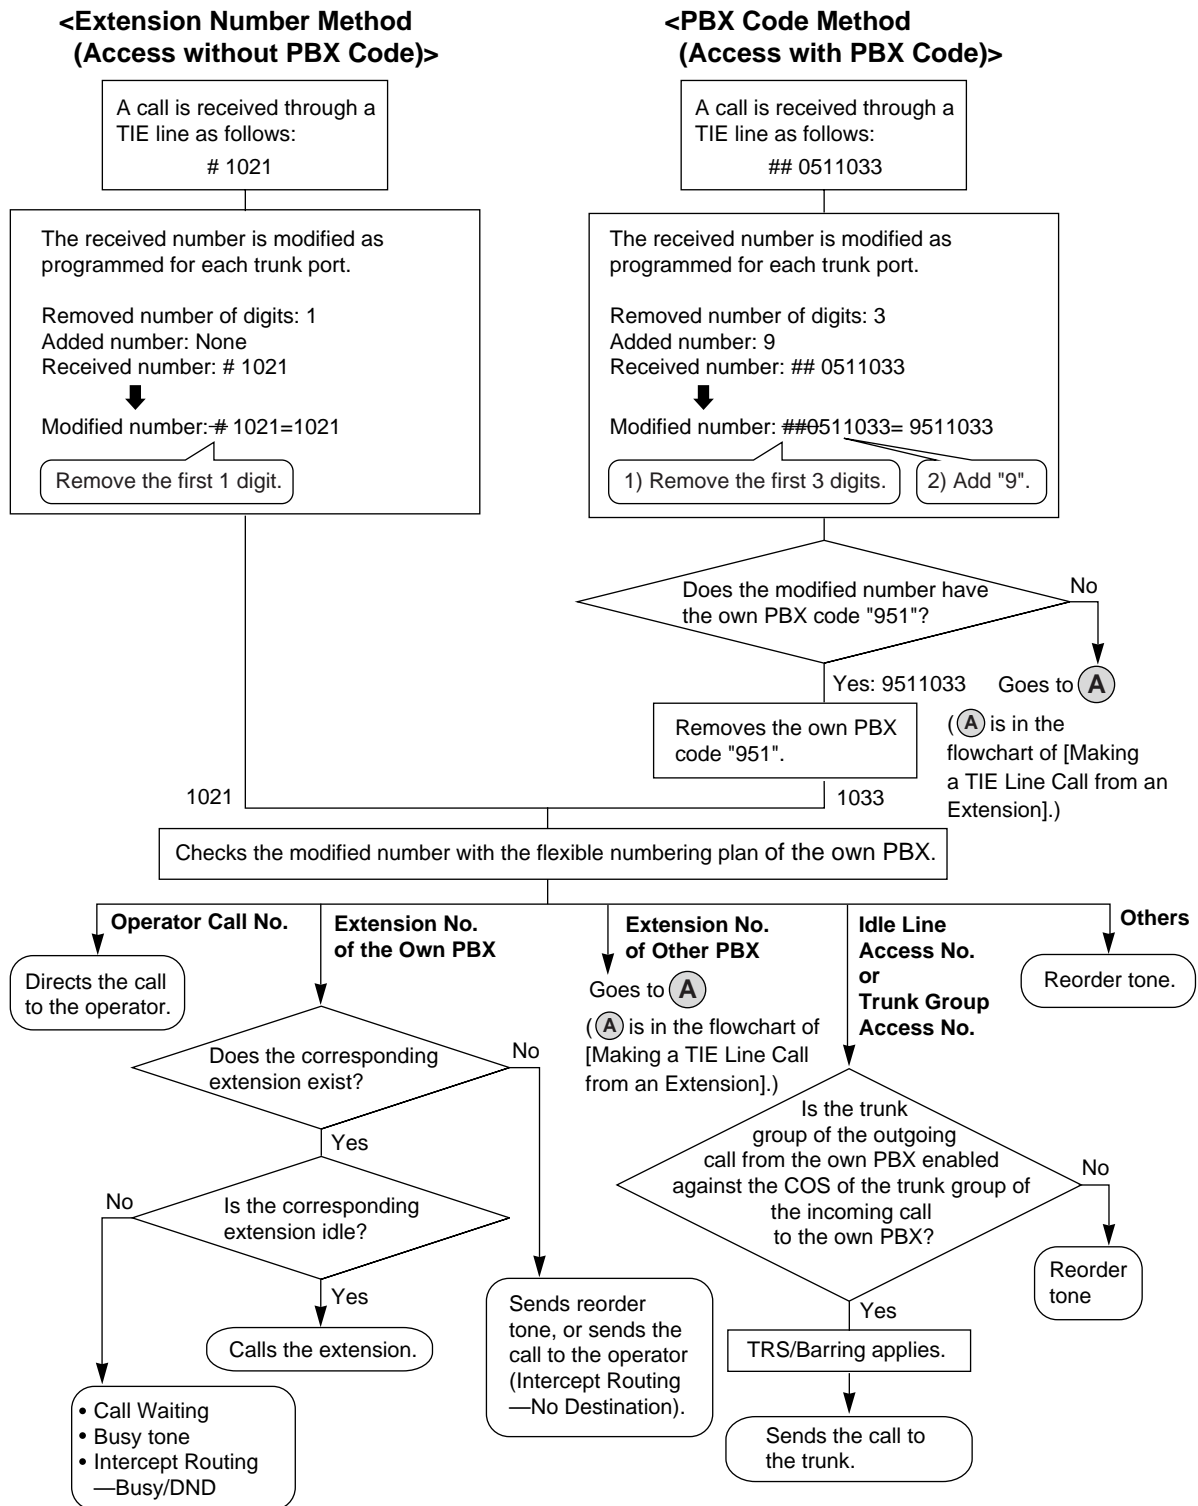 <Extension Number Method
(Access without PBX Code)>
A call is received through a
TIE line as follows:
# 1021
The received number is modified as
programmed for each trunk port.
Removed number of digits: 1
Added number: None
Received number: # 1021
Modified number: # 1021=1021
Remove the first 1 digit.
<PBX Code Method
(Access with PBX Code)>
A call is received through a
TIE line as follows:
## 0511033
The received number is modified as
programmed for each trunk port.
Removed number of digits: 3
Added number: 9
Received number: ## 0511033
Modified number: ##0511033= 9511033
1) Remove the first 3 digits.
2) Add "9".
Does the modified number have
the own PBX code "951"?
No
Goes to A
(A is in the
flowchart of [Making
a TIE Line Call from an
Extension].)
Yes: 9511033
Removes the own PBX
code "951".
1021
1033
Checks the modified number with the flexible numbering plan of the own PBX.
Operator Call No.
Directs the call
to the operator.
Extension No.
of the Own PBX
Does the corresponding
extension exist?
No
Yes
Is the corresponding
extension idle?
No
Yes
Calls the extension.
• Call Waiting
• Busy tone
• Intercept Routing
—Busy/DND
Sends reorder
tone, or sends the
call to the operator
(Intercept Routing
—No Destination).
Extension No.
of Other PBX
Goes to A
(A is in the flowchart of
[Making a TIE Line Call
from an Extension].)
Idle Line
Access No.
or
Trunk Group
Access No.
Is the trunk
group of the outgoing
call from the own PBX enabled
against the COS of the trunk group of
the incoming call
to the own PBX?
No
Reorder
tone
Yes
TRS/Barring applies.
Sends the call to
the trunk.
Others
Reorder tone.